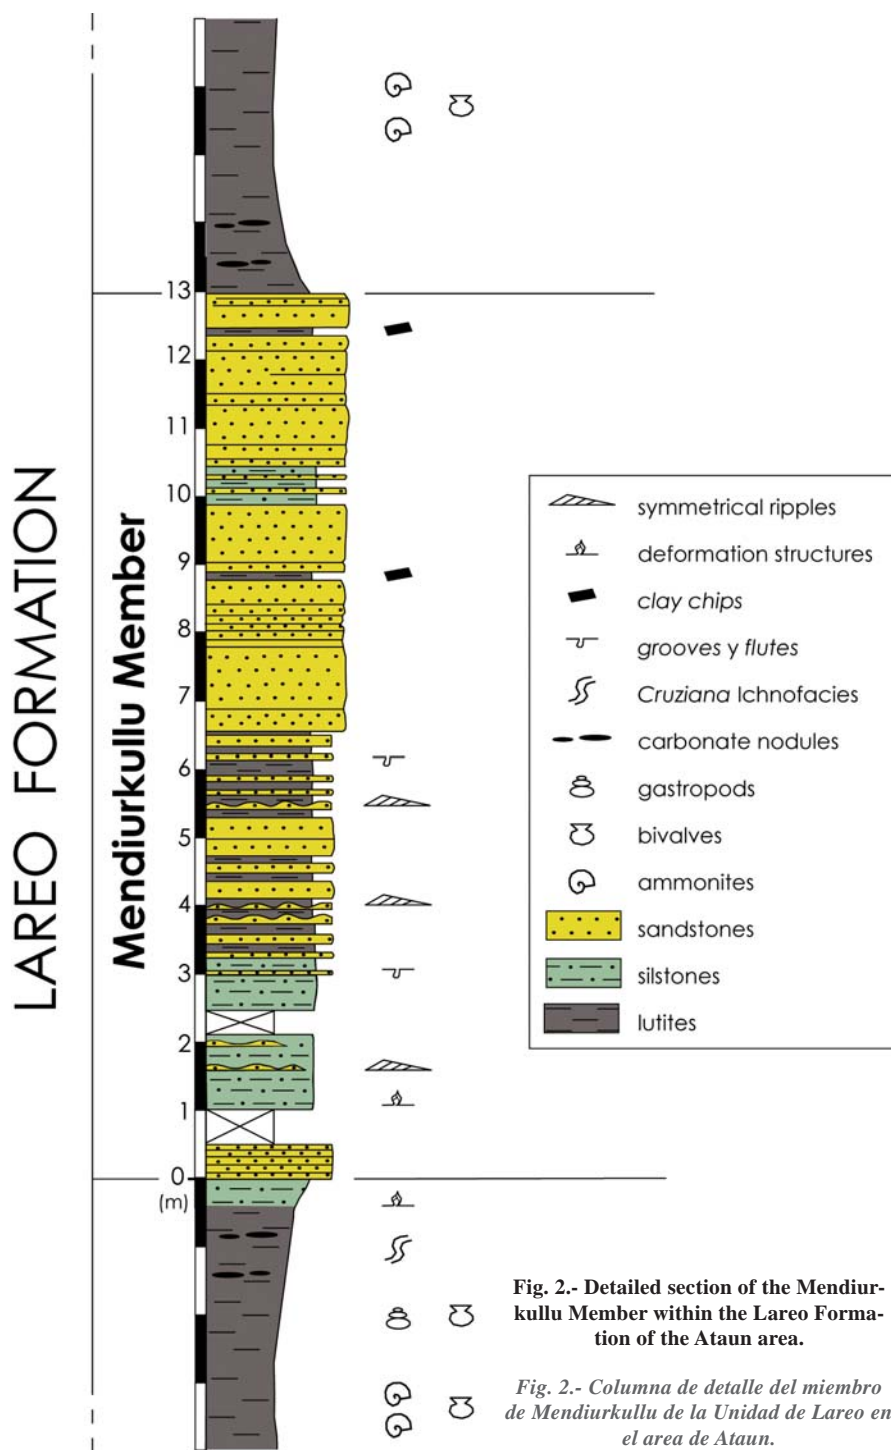 LAREO FORMATION
Mendiurkullu Member
13
12
11
10
9
8
7
6
5
4
3
2
1
0
(m)
symmetrical ripples
deformation structures
clay chips
grooves y flutes
Cruziana Ichnofacies
carbonate nodules
gastropods
bivalves
ammonites
sandstones
silstones
lutites
Fig. 2.- Detailed section of the Mendiur-
kullu Member within the Lareo Forma-
tion of the Ataun area.
Fig. 2.- Columna de detalle del miembro
de Mendiurkullu de la Unidad de Lareo en
el area de Ataun.